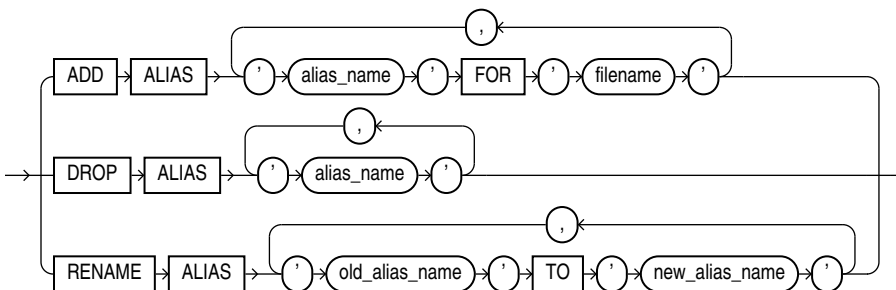 ,
ADD ALIAS ' alias_name ' FOR ' filename '
,
DROP ALIAS ' alias_name '
,
RENAME ALIAS ' old_alias_name ' TO ' new_alias_name '